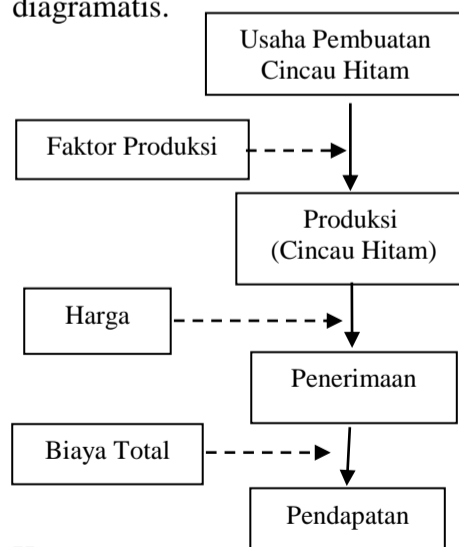 diagramatis.
Usaha Pembuatan
Cincau Hitam
Faktor Produksi
Produksi
(Cincau Hitam)
Harga
Penerimaan
Biaya Total
Pendapatan